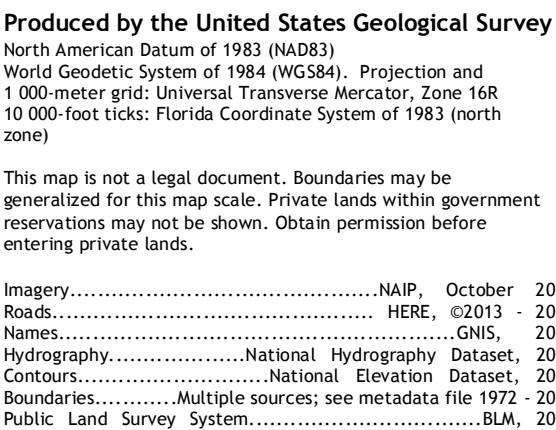 Produced by the United States Geological Survey
North American Datum of 1983 (NAD83)
World Geodetic System of 1984 (WGS84). Projection and
1 000-meter grid: Universal Transverse Mercator, Zone 16R
10 000-foot ticks: Florida Coordinate System of 1983 (north
zone)
This map is not a legal document. Boundaries may be
generalized for this map scale. Private lands within government
reservations may not be shown. Obtain permission before
entering private lands.
Imagery.....................................NAIP, October 20
Roads...................................... HERE, ©2013 - 20
Names...............................................GNIS, 20
Hydrography................National Hydrography Dataset, 20
Contours.......................National Elevation Dataset, 20
Boundaries............Multiple sources; see metadata file 1972 - 20
Public Land Survey System..................................BLM, 20